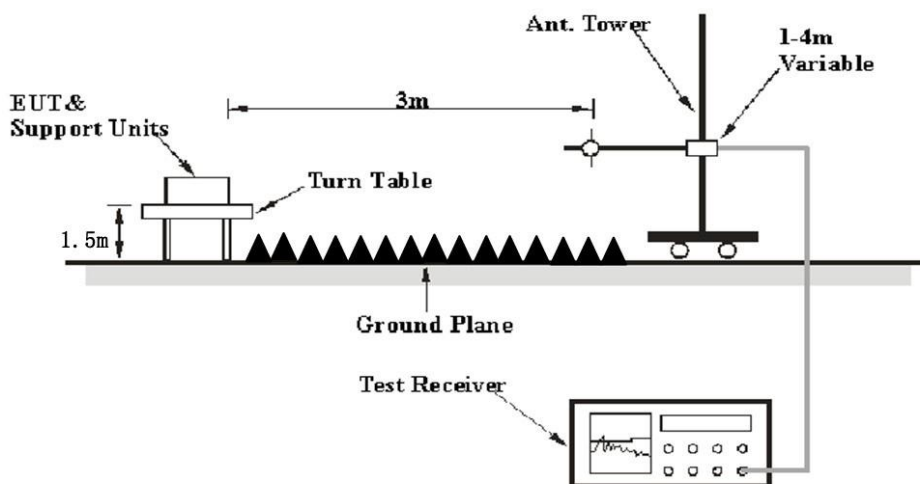 Ant. Tower
1-4m
Variable
3m
EUT&
Support Units
Turn Table
1.5m
Ground Plane
Test Receiver